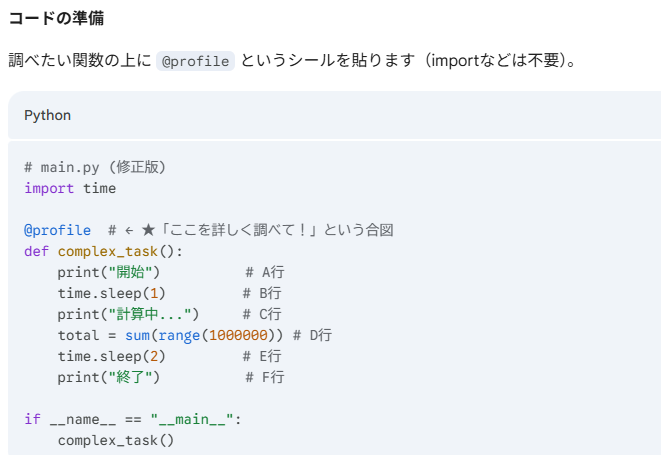 コードの準備
調べたい関数の上に @profile というシールを貼ります（importなどは不要）。
Python
# main.py (修正版)
import time
@profile  # ← ★「ここを詳しく調べて！」という合図
def complex_task():
    print("開始")          # A行
    time.sleep(1)         # B行
    print("計算中...")     # C行
    total = sum(range(1000000)) # D行
    time.sleep(2)         # E行
    print("終了")          # F行
if __name__ == "__main__":
    complex_task()